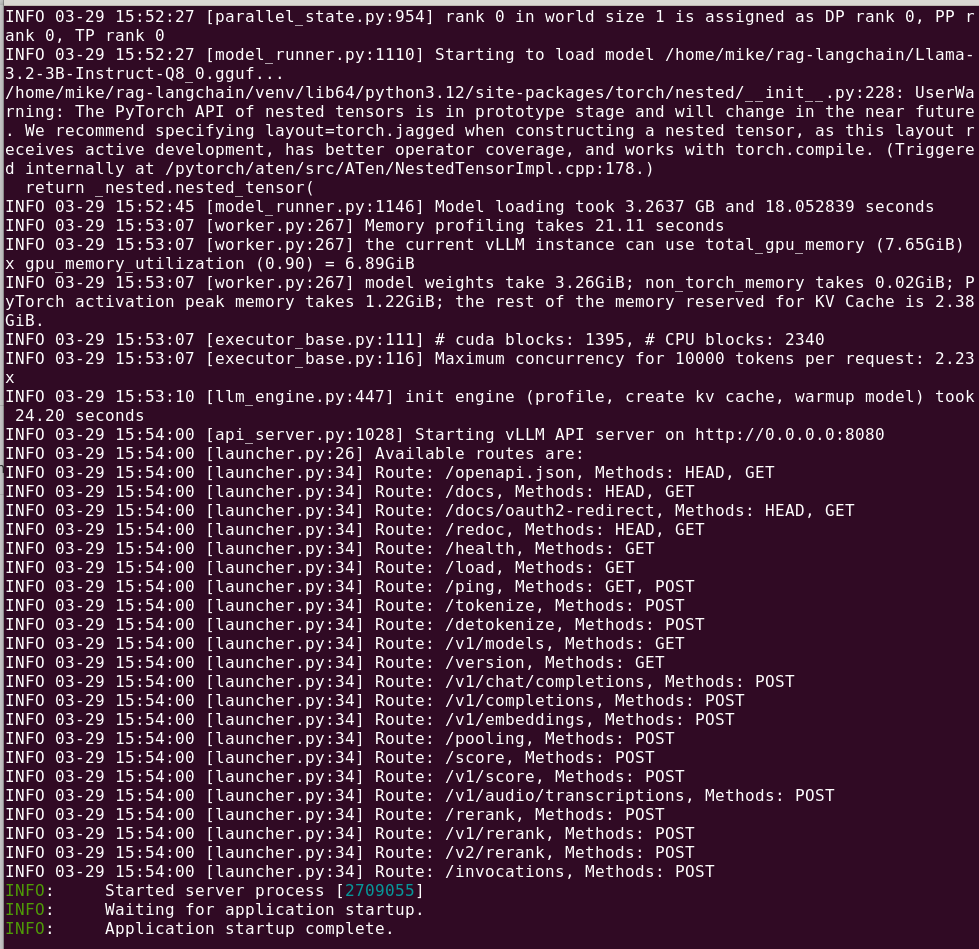 INFO 03-29 15:52:27 [parallel_state.py:954] rank 0 in world size 1 is assigned as DP rank 0, PP r
ank 0, TP rank 0
INFO 03-29 15:52:27 [model_runner.py:1110] Starting to load model /home/mike/rag-langchain/Llama-
3.2-3B-Instruct-Q8_0.gguf...
/home/mike/rag-langchain/venv/lib64/python3.12/site-packages/torch/nested/__init__.py:228: UserWa
rning: The PyTorch API of nested tensors is in prototype stage and will change in the near future
. We recommend specifying layout=torch.jagged when constructing a nested tensor, as this layout r
eceives active development, has better operator coverage, and works with torch.compile. (Triggere
d internally at /pytorch/aten/src/ATen/NestedTensorImpl.cpp:178.)
  return _nested.nested_tensor(
INFO 03-29 15:52:45 [model_runner.py:1146] Model loading took 3.2637 GB and 18.052839 seconds
INFO 03-29 15:53:07 [worker.py:267] Memory profiling takes 21.11 seconds
INFO 03-29 15:53:07 [worker.py:267] the current vLLM instance can use total_gpu_memory (7.65GiB)
x gpu_memory_utilization (0.90) = 6.89GiB
INFO 03-29 15:53:07 [worker.py:267] model weights take 3.26GiB; non_torch_memory takes 0.02GiB; P
yTorch activation peak memory takes 1.22GiB; the rest of the memory reserved for KV Cache is 2.38
GiB.
INFO 03-29 15:53:07 [executor_base.py:111] # cuda blocks: 1395, # CPU blocks: 2340
INFO 03-29 15:53:07 [executor_base.py:116] Maximum concurrency for 10000 tokens per request: 2.23
x
INFO 03-29 15:53:10 [llm_engine.py:447] init engine (profile, create kv cache, warmup model) took
 24.20 seconds
INFO 03-29 15:54:00 [api_server.py:1028] Starting vLLM API server on http://0.0.0.0:8080
INFO 03-29 15:54:00 [launcher.py:26] Available routes are:
INFO 03-29 15:54:00 [launcher.py:34] Route: /openapi.json, Methods: HEAD, GET
INFO 03-29 15:54:00 [launcher.py:34] Route: /docs, Methods: HEAD, GET
INFO 03-29 15:54:00 [launcher.py:34] Route: /docs/oauth2-redirect, Methods: HEAD, GET
INFO 03-29 15:54:00 [launcher.py:34] Route: /redoc, Methods: HEAD, GET
INFO 03-29 15:54:00 [launcher.py:34] Route: /health, Methods: GET
INFO 03-29 15:54:00 [launcher.py:34] Route: /load, Methods: GET
INFO 03-29 15:54:00 [launcher.py:34] Route: /ping, Methods: GET, POST
INFO 03-29 15:54:00 [launcher.py:34] Route: /tokenize, Methods: POST
INFO 03-29 15:54:00 [launcher.py:34] Route: /detokenize, Methods: POST
INFO 03-29 15:54:00 [launcher.py:34] Route: /v1/models, Methods: GET
INFO 03-29 15:54:00 [launcher.py:34] Route: /version, Methods: GET
INFO 03-29 15:54:00 [launcher.py:34] Route: /v1/chat/completions, Methods: POST
INFO 03-29 15:54:00 [launcher.py:34] Route: /v1/completions, Methods: POST
INFO 03-29 15:54:00 [launcher.py:34] Route: /v1/embeddings, Methods: POST
INFO 03-29 15:54:00 [launcher.py:34] Route: /pooling, Methods: POST
INFO 03-29 15:54:00 [launcher.py:34] Route: /score, Methods: POST
INFO 03-29 15:54:00 [launcher.py:34] Route: /v1/score, Methods: POST
INFO 03-29 15:54:00 [launcher.py:34] Route: /v1/audio/transcriptions, Methods: POST
INFO 03-29 15:54:00 [launcher.py:34] Route: /rerank, Methods: POST
INFO 03-29 15:54:00 [launcher.py:34] Route: /v1/rerank, Methods: POST
INFO 03-29 15:54:00 [launcher.py:34] Route: /v2/rerank, Methods: POST
INFO 03-29 15:54:00 [launcher.py:34] Route: /invocations, Methods: POST
INFO:     Started server process [2709055]
INFO:     Waiting for application startup.
INFO:     Application startup complete.